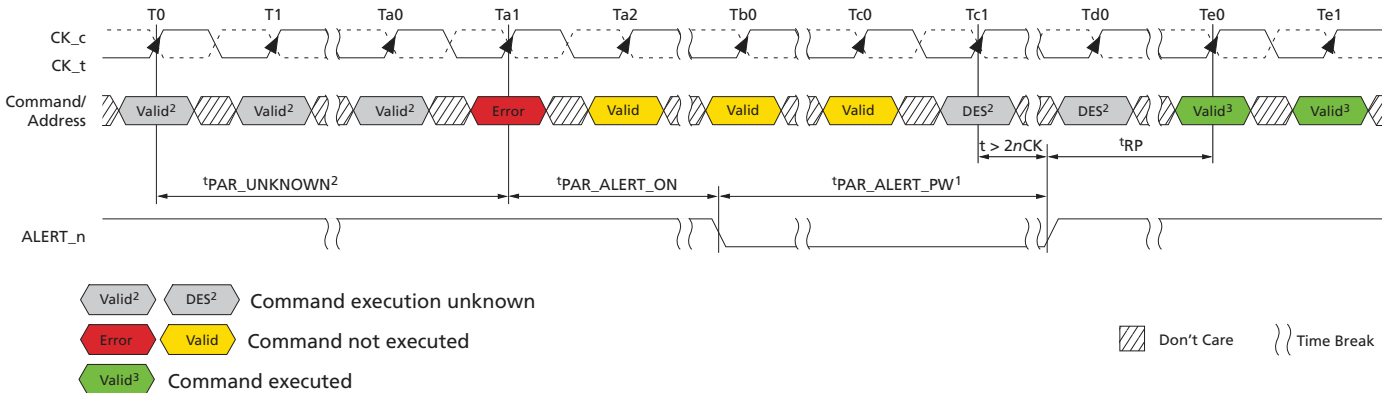 T0 T1 Ta0 Ta1 Ta2 Tb0 Tc0 Tc1 Td0 Te0 Te1
CK_c
CK_t
Command/
Address
Valid² Valid² Valid² Error Valid Valid Valid DES² DES² Valid³ Valid³
t > 2nCK
ᵗRP
ᵗPAR_UNKNOWN²
ᵗPAR_ALERT_ON
ᵗPAR_ALERT_PW¹
ALERT_n
Valid² DES² Command execution unknown
Error Valid Command not executed
Don't Care
Time Break
Valid³ Command executed